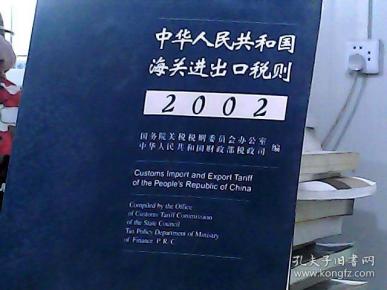 中华人民共和国
海关进出口税则
2002
国务院关税税则委员会办公室
中华人民共和国财政部税政司 编
Customs Import and Export Tariff
of the People's Republic of China
Compiled by the Office
of Customs Tariff Commission
of the State Council
Tax Policy Department of Ministry
of Finance P R C
孔夫子旧书网